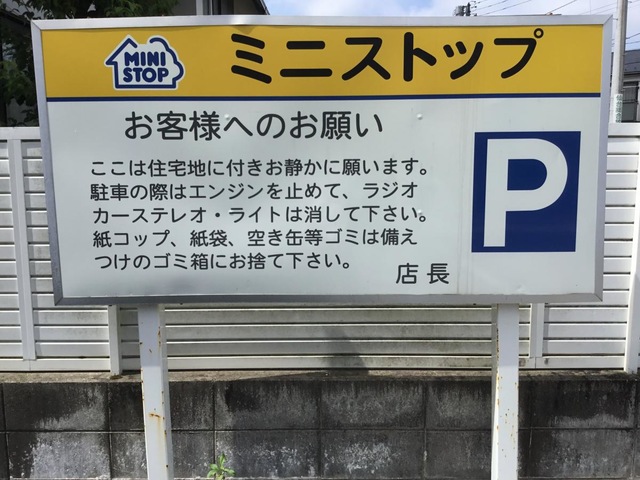 MINI
STOP
ミニストップ
お客様へのお願い
ここは住宅地に付きお静かに願います。
駐車の際はエンジンを止めて、ラジオ
カーステレオ・ライトは消して下さい。
紙コップ、紙袋、空き缶等ゴミは備え
つけのゴミ箱にお捨て下さい。
店長
P